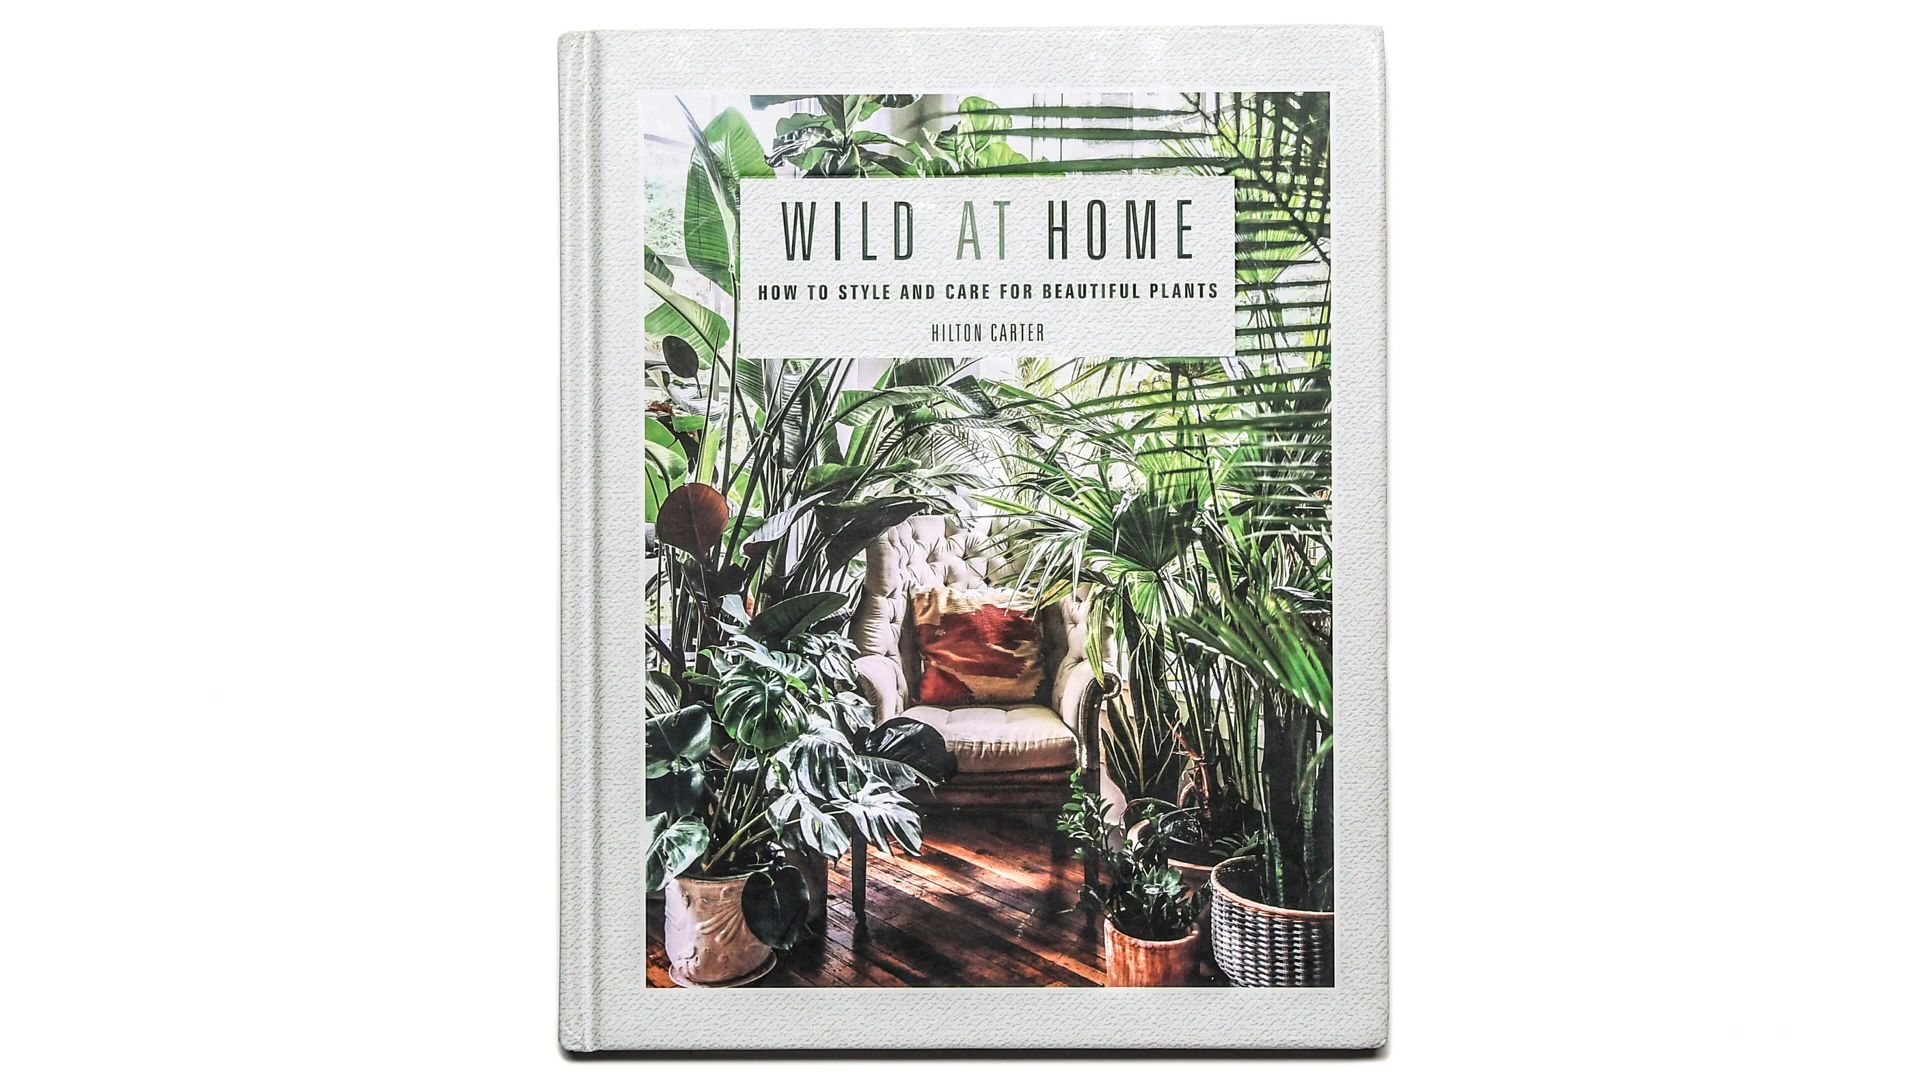 WILD AT HOME
HOW TO STYLE AND CARE FOR BEAUTIFUL PLANTS
HILTON CARTER